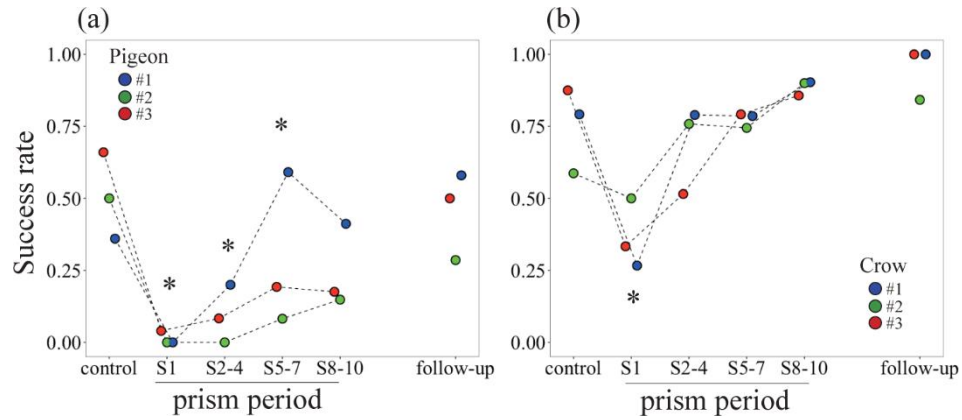 (a)
Pigeon
#1
#2
#3
Success rate
1.00
0.75
0.50
0.25
0.00
*
*
*
control S1 S2-4 S5-7 S8-10 follow-up
prism period
(b)
1.00
0.75
0.50
0.25
0.00
*
Crow
#1
#2
#3
control S1 S2-4 S5-7 S8-10 follow-up
prism period